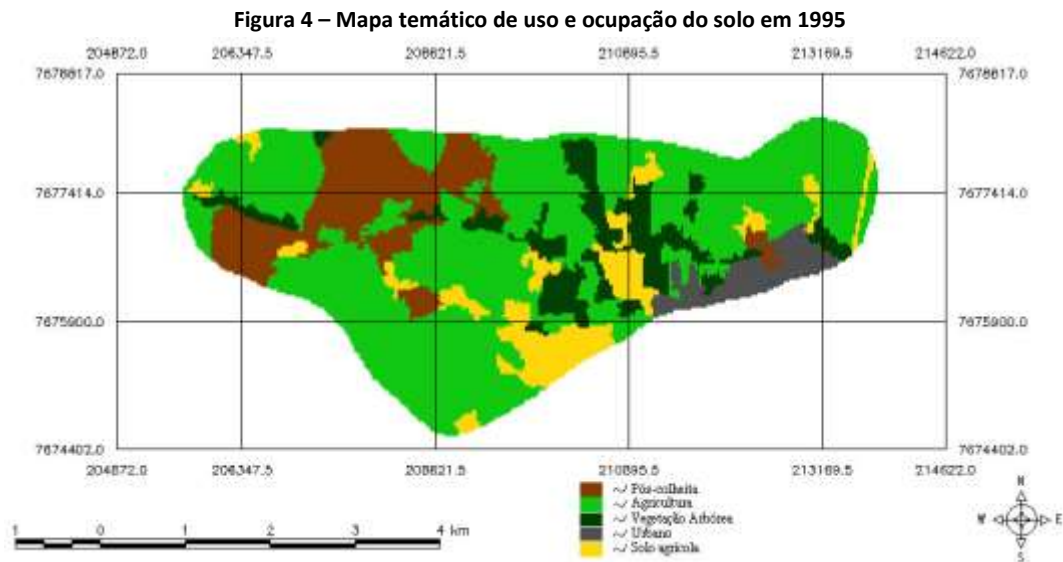 Figura 4 – Mapa temático de uso e ocupação do solo em 1995
204872.0 206347.5 208621.5 210895.5 213169.5 214622.0
7678817.0 7678817.0
7677414.0 7677414.0
7675900.0 7675900.0
7674402.0 7674402.0
204872.0 206347.5 208621.5 210895.5 213169.5 214622.0
Pós-colheita
Agricultura
Vegetação Arbórea
Urbano
Solo agrícola
1 0 1 2 3 4 km
N
W E
S